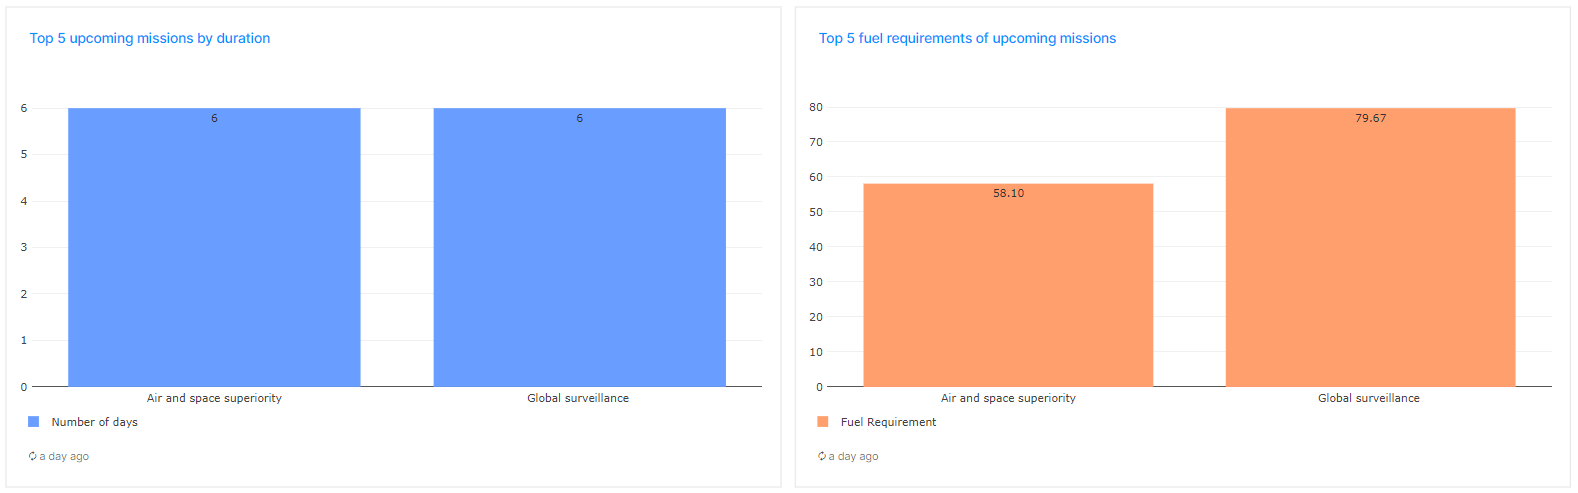 Top 5 upcoming missions by duration
6
5
4
3
2
1
0
6
6
Air and space superiority
Global surveillance
Number of days
a day ago
Top 5 fuel requirements of upcoming missions
80
70
60
50
40
30
20
10
0
58.10
79.67
Air and space superiority
Global surveillance
Fuel Requirement
a day ago